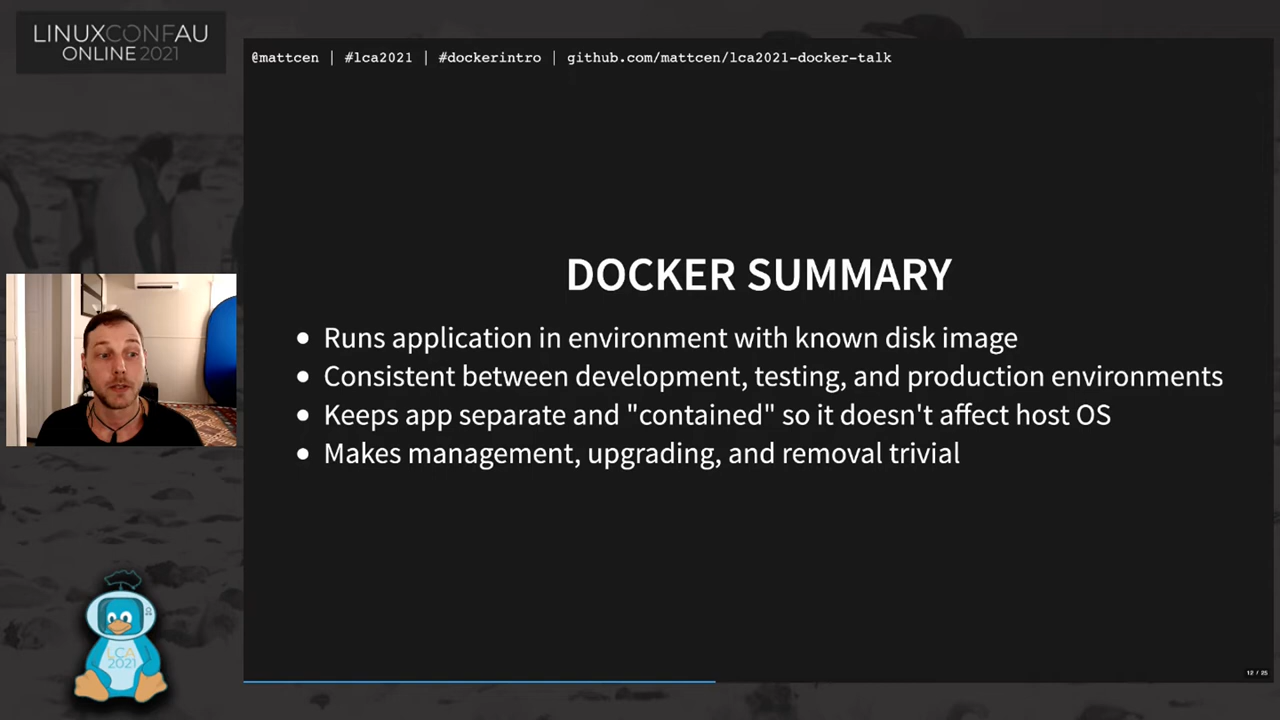 LINUXCONFAU
ONLINE 2021
@mattcen | #lca2021 | #dockerintro | github.com/mattcen/lca2021-docker-talk
DOCKER SUMMARY
• Runs application in environment with known disk image
• Consistent between development, testing, and production environments
• Keeps app separate and "contained" so it doesn't affect host OS
• Makes management, upgrading, and removal trivial
LCA
2021
12 / 25